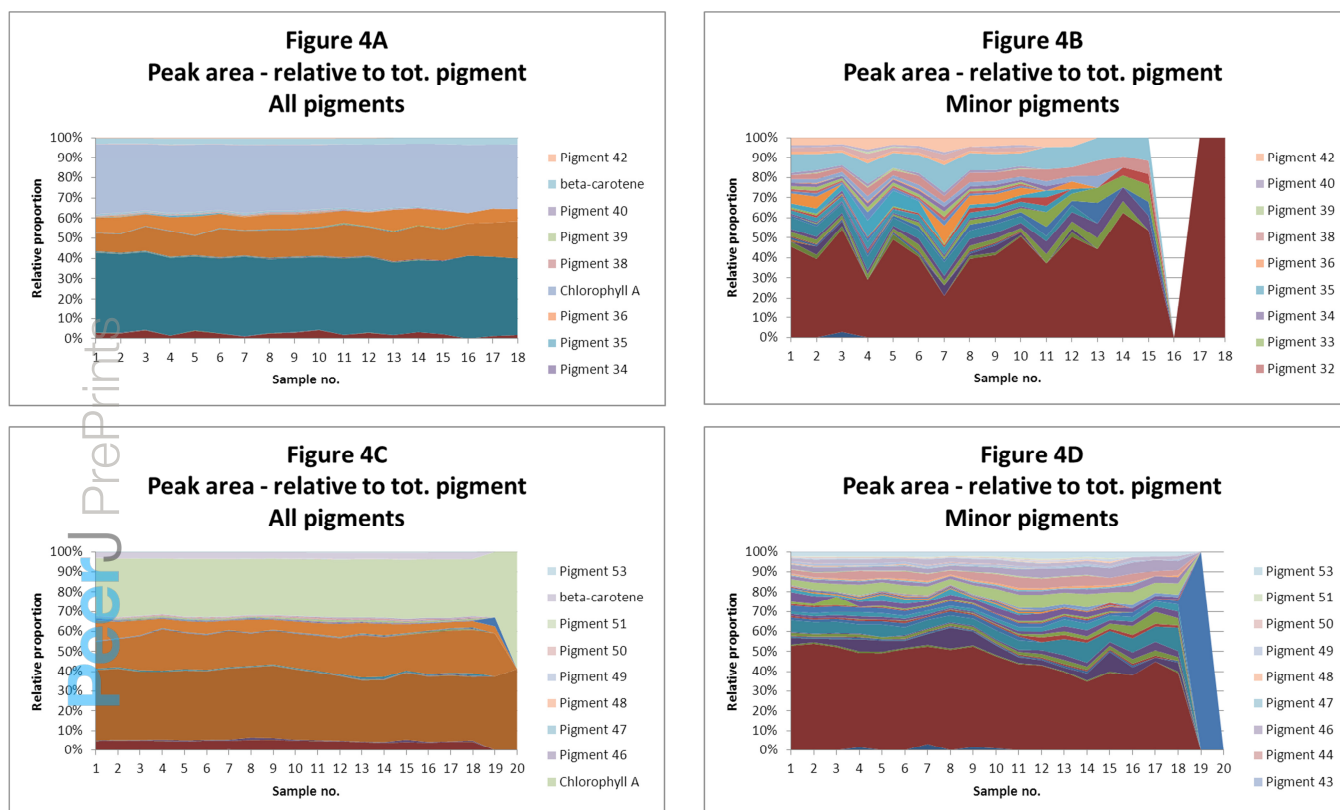 Figure 4A
Peak area - relative to tot. pigment
All pigments
Relative proportion
100%
90%
80%
70%
60%
50%
40%
30%
20%
10%
0%
1 2 3 4 5 6 7 8 9 10 11 12 13 14 15 16 17 18
Sample no.
Pigment 42
beta-carotene
Pigment 40
Pigment 39
Pigment 38
Chlorophyll A
Pigment 36
Pigment 35
Pigment 34
Figure 4B
Peak area - relative to tot. pigment
Minor pigments
Relative proportion
100%
90%
80%
70%
60%
50%
40%
30%
20%
10%
0%
1 2 3 4 5 6 7 8 9 10 11 12 13 14 15 16 17 18
Sample no.
Pigment 42
Pigment 40
Pigment 39
Pigment 38
Pigment 36
Pigment 35
Pigment 34
Pigment 33
Pigment 32
Figure 4C
Peak area - relative to tot. pigment
All pigments
Relative proportion
100%
90%
80%
70%
60%
50%
40%
30%
20%
10%
0%
1 2 3 4 5 6 7 8 9 10 11 12 13 14 15 16 17 18 19 20
Sample no.
Pigment 53
beta-carotene
Pigment 51
Pigment 50
Pigment 49
Pigment 48
Pigment 47
Pigment 46
Chlorophyll A
Figure 4D
Peak area - relative to tot. pigment
Minor pigments
Relative proportion
100%
90%
80%
70%
60%
50%
40%
30%
20%
10%
0%
1 2 3 4 5 6 7 8 9 10 11 12 13 14 15 16 17 18 19 20
Sample no.
Pigment 53
Pigment 51
Pigment 50
Pigment 49
Pigment 48
Pigment 47
Pigment 46
Pigment 44
Pigment 43
PeerJ PrePrints